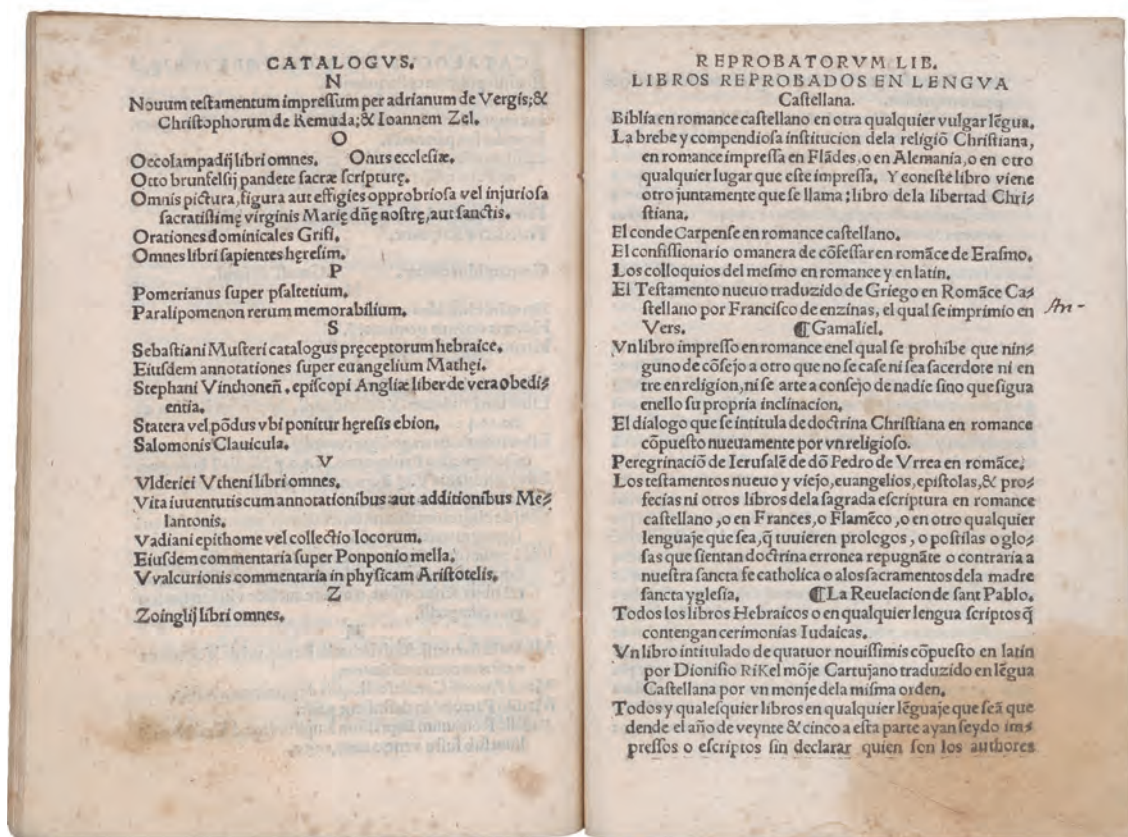 CATALOGVS.
N
Nouum testamentum impressum per adrianum de Vergis; &
Christophorum de Remuda; & Ioannem Zel.
O
Oecolampadij libri omnes. Onus ecclesiæ.
Otto brunfelsij pandete sacræ scripturę.
Omnis pictura, figura aut effigies opprobriosa vel injuriosa
sacratissimę virginis Marię dñę nostrę, aut sanctis.
Orationes dominicales Grifi.
Omnes libri sapientes hęresim.
P
Pomerianus super psaltetium.
Paralipomenon rerum memorabilium.
S
Sebastiani Musteri catalogus pręceptorum hebraice.
Eiusdem annotationes super euangelium Mathęi.
Stephani Vinthoneñ. episcopi Angliæ liber de vera obedi⸗
entia.
Statera vel põdus vbi ponitur hęresis ebion.
Salomonis Clauicula.
V
Vlderici Vtheni libri omnes.
Vita iuuentutis cum annotationibus aut additionibus Me⸗
lantonis.
Vadiani epithome vel collectio locorum.
Eiusdem commentaria super Ponponio mella.
Vvalcurionis commentaria in physicam Aristotelis.
Z
Zoinglij libri omnes.
REPROBATORVM LIB.
LIBROS REPROBADOS EN LENGVA
Castellana.
Biblia en romance castellano en otra qualquier vulgar lẽgua.
La brebe y compendiosa institucion dela religiõ Christiana,
en romance impressa en Flãdes, o en Alemania, o en otro
qualquier lugar que este impressa. Y coneste libro viene
otro juntamente que se llama; libro dela libertad Chri⸗
stiana.
El conde Carpense en romance castellano.
El confissionario o manera de cõfessar en romãce de Erasmo.
Los colloquios del mesmo en romance y en latin.
El Testamento nueuo traduzido de Griego en Romãce Ca⸗
stellano por Francisco de enzinas, el qual se imprimio en An-
Vers. ¶Gamaliel.
Vn libro impresso en romance enel qual se prohibe que nin⸗
guno de cõsejo a otro que no se case ni sea sacerdote ni en
tre en religion, ni se arte a consejo de nadie sino que sigua
enello su propria inclinacion.
El dialogo que se intitula de doctrina Christiana en romance
cõpuesto nueuamente por vn religioso.
Peregrinaciõ de Ierusalẽ de dõ Pedro de Vrrea en romãce.
Los testamentos nueuo y viejo, euangelios, epistolas, & pro⸗
fecias ni otros libros dela sagrada escriptura en romance
castellano, o en Frances, o Flamẽco, o en otro qualquier
lenguaje que sea, q̃ tuuieren prologos, o postilas o glo⸗
sas que sientan doctrina erronea repugnãte o contraria a
nuestra sancta fe catholica o alos sacramentos dela madre
sancta yglesia. ¶La Reuelacion de sant Pablo.
Todos los libros Hebraicos o en qualquier lengua scriptos q̃
contengan cerimonias Iudaicas.
Vn libro intitulado de quatuor nouissimis cõpuesto en latin
por Dionisio RiKel mõje Cartujano traduzido en lẽgua
Castellana por vn monje dela misma orden.
Todos y qualesquier libros en qualquier lẽguaje que seã que
dende el año de veynte & cinco a esta parte ayan seydo im⸗
pressos o escriptos sin declarar quien son los authores